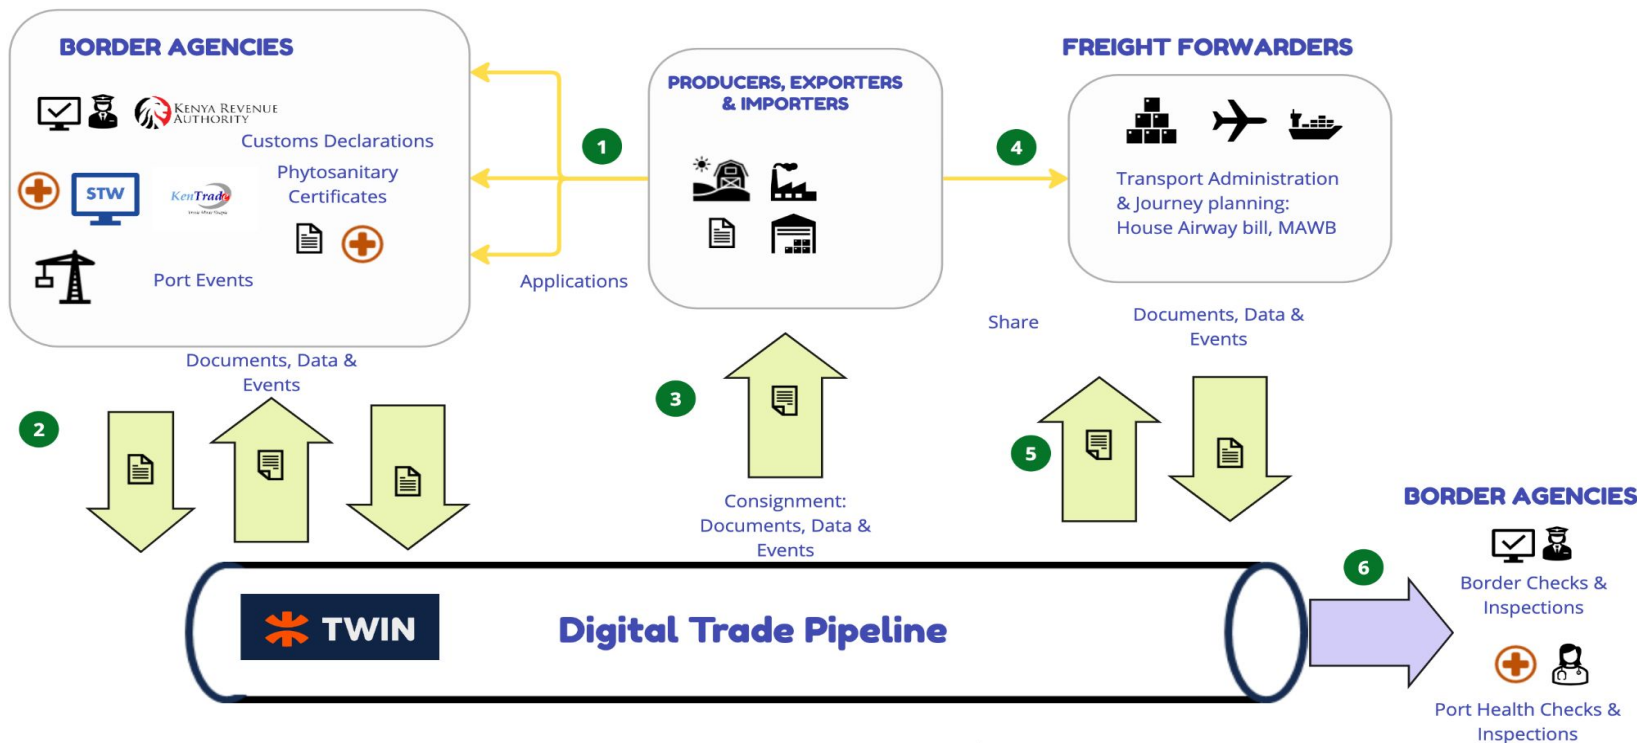 BORDER AGENCIES
KENYA REVENUE
AUTHORITY
Customs Declarations
Phytosanitary
Certificates
STW
KenTrade
Port Events
1
Applications
PRODUCERS, EXPORTERS
& IMPORTERS
4
Share
FREIGHT FORWARDERS
Transport Administration
& Journey planning:
House Airway bill, MAWB
Documents, Data &
Events
2
3
Consignment:
Documents, Data &
Events
5
Documents, Data &
Events
TWIN
Digital Trade Pipeline
6
BORDER AGENCIES
Border Checks &
Inspections
Port Health Checks &
Inspections